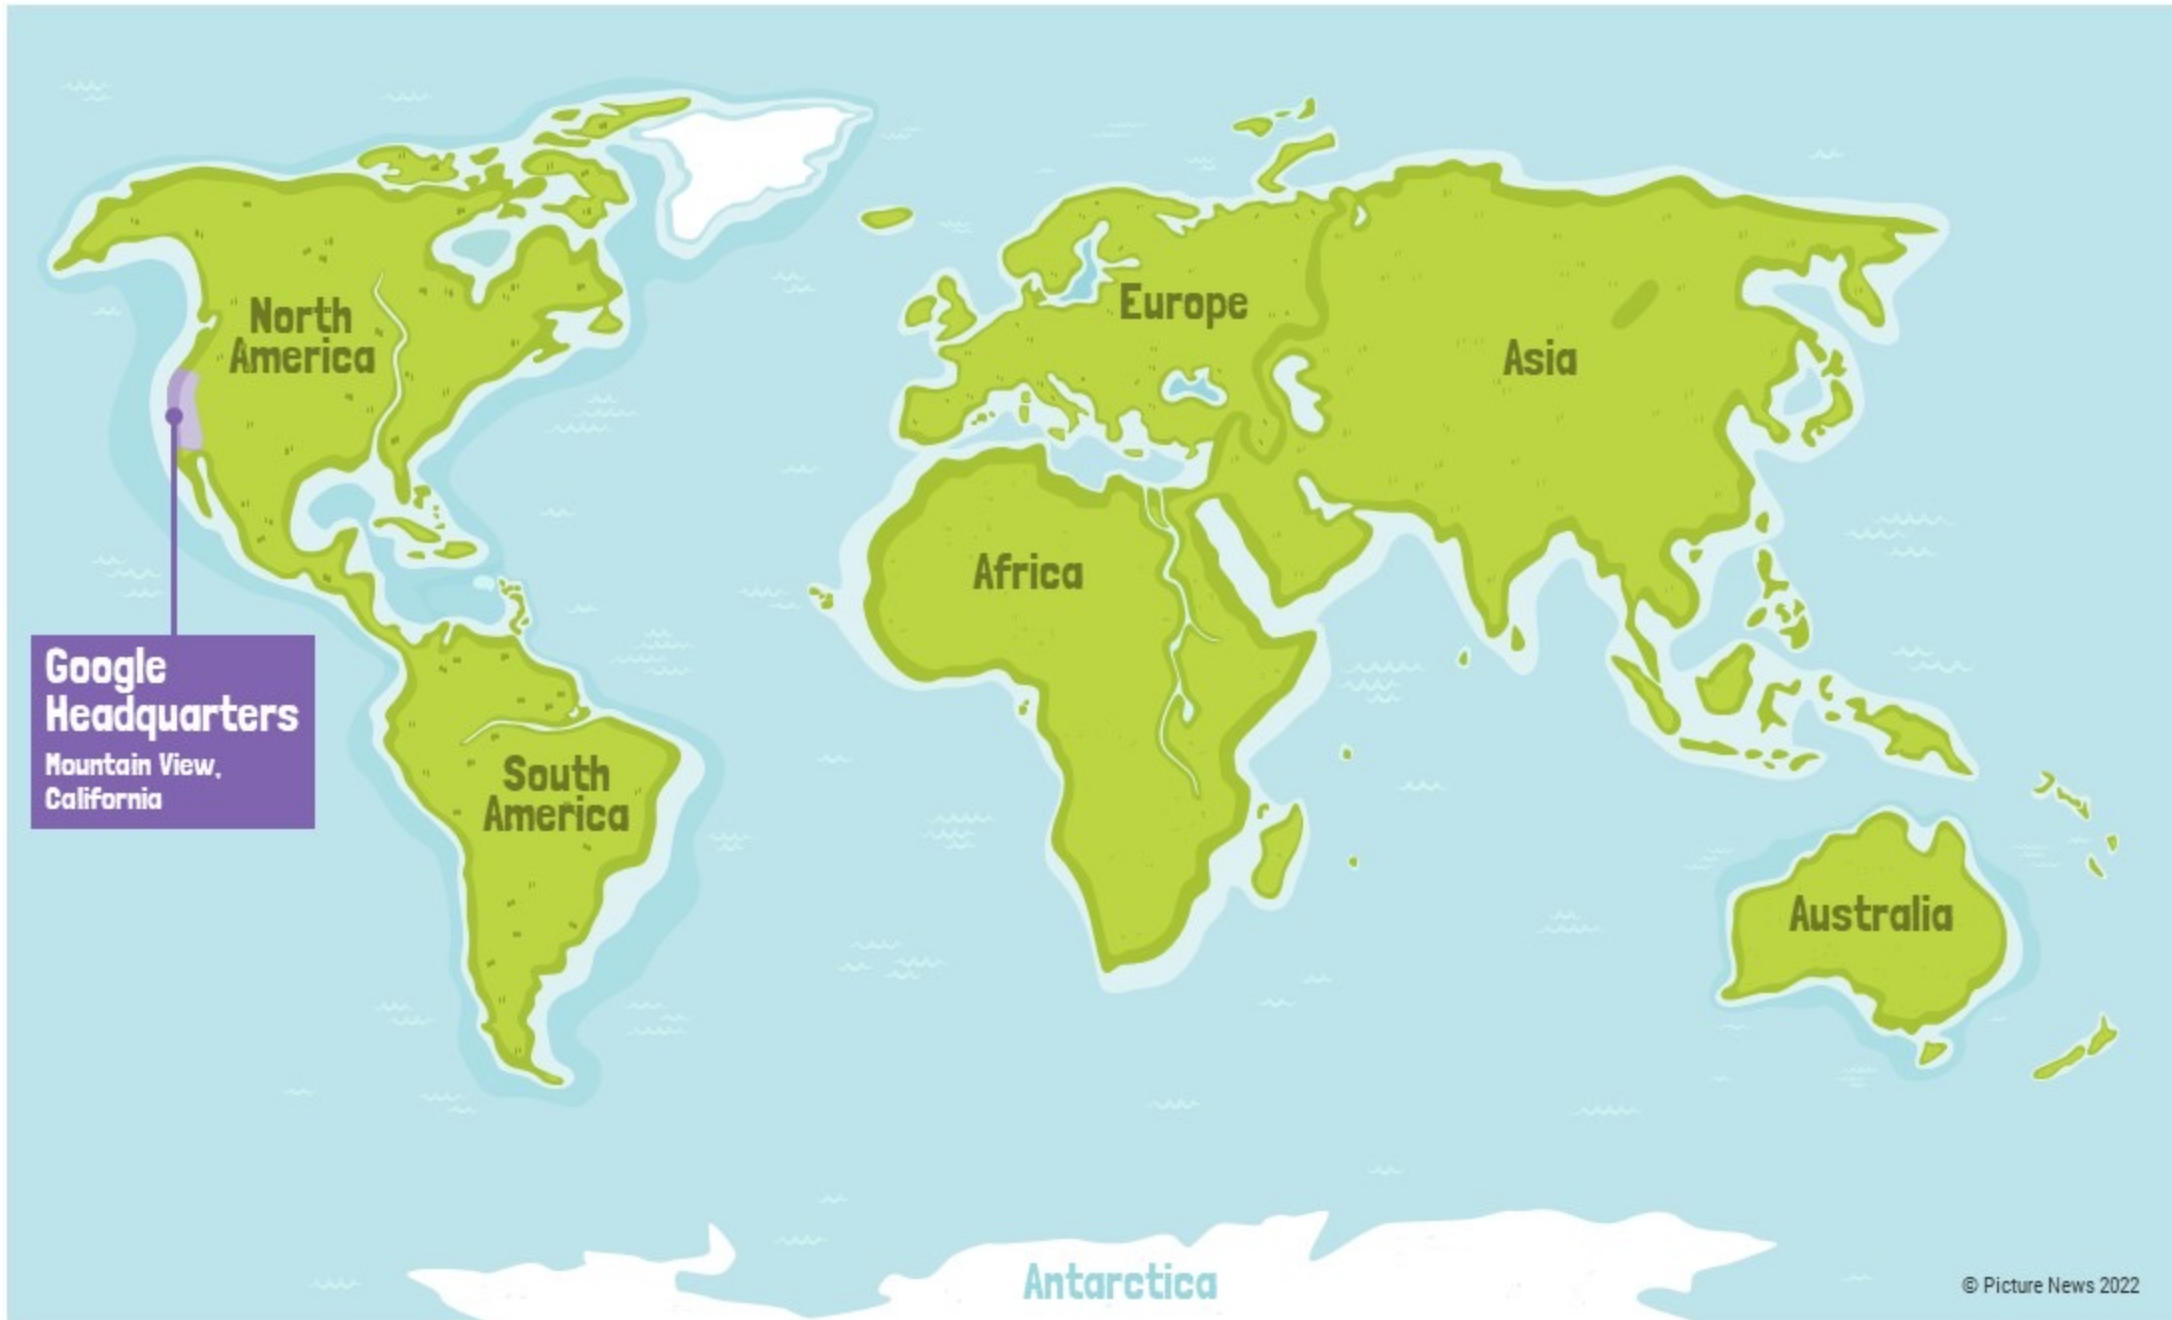 North
America
Europe
Asia
Africa
Google
Headquarters
Mountain View,
California
South
America
Australia
Antarctica
© Picture News 2022